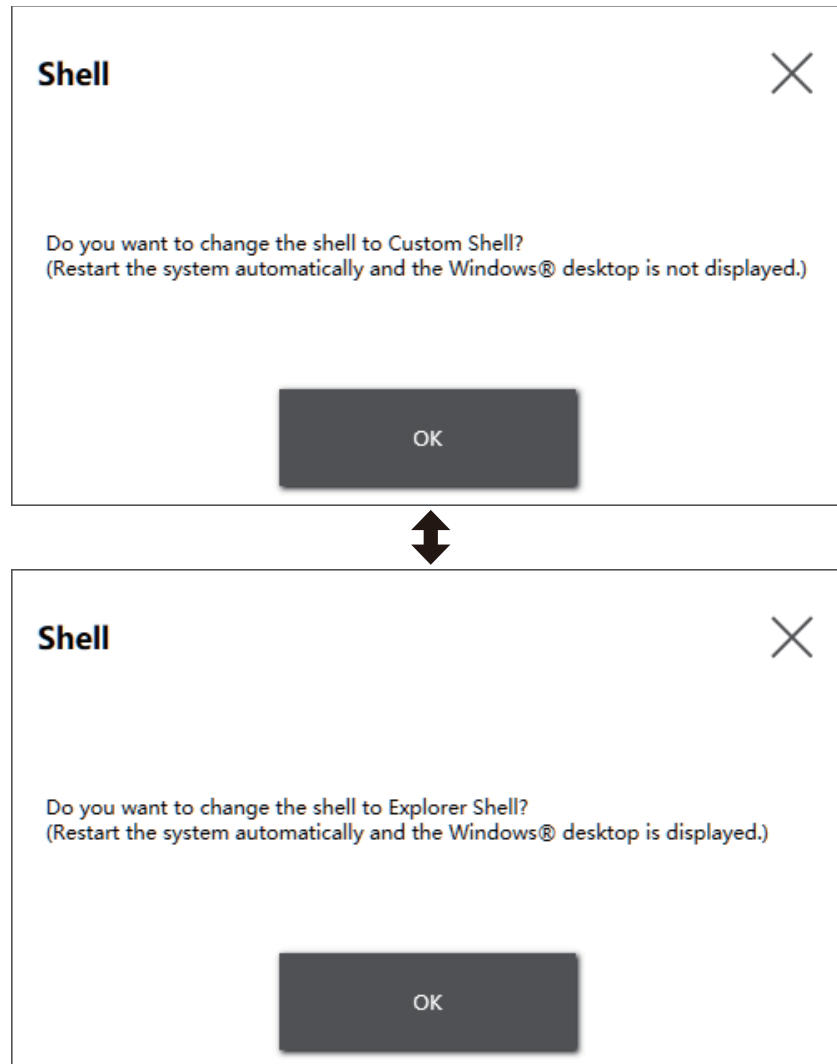 Shell
Do you want to change the shell to Custom Shell?
(Restart the system automatically and the Windows® desktop is not displayed.)
OK
Shell
Do you want to change the shell to Explorer Shell?
(Restart the system automatically and the Windows® desktop is displayed.)
OK